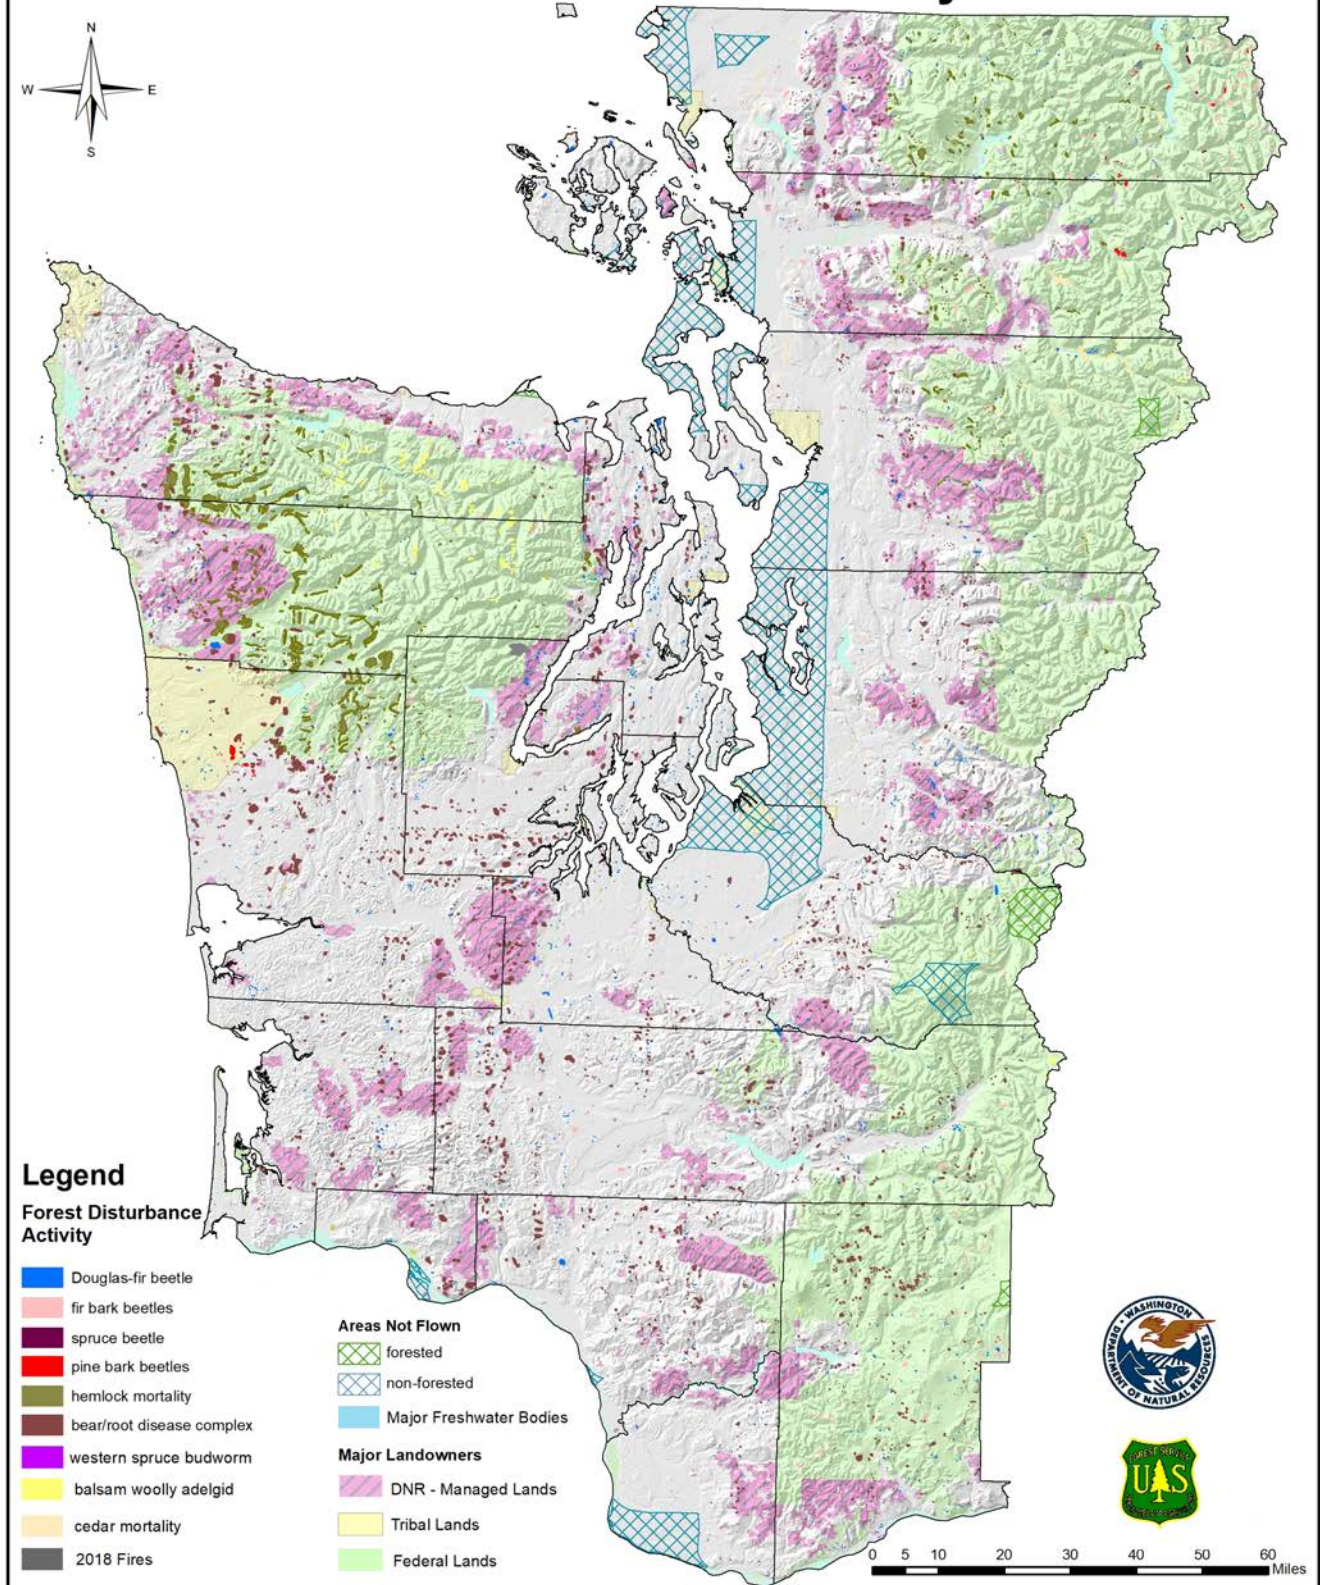 N
W E
S
Legend
Forest Disturbance
Activity
Douglas-fir beetle
fir bark beetles
spruce beetle
pine bark beetles
hemlock mortality
bear/root disease complex
western spruce budworm
balsam woolly adelgid
cedar mortality
2018 Fires
Areas Not Flown
forested
non-forested
Major Freshwater Bodies
Major Landowners
DNR - Managed Lands
Tribal Lands
Federal Lands
WASHINGTON
DEPARTMENT OF NATURAL RESOURCES
FOREST SERVICE
U S
DEPARTMENT OF AGRICULTURE
0 5 10 20 30 40 50 60
Miles